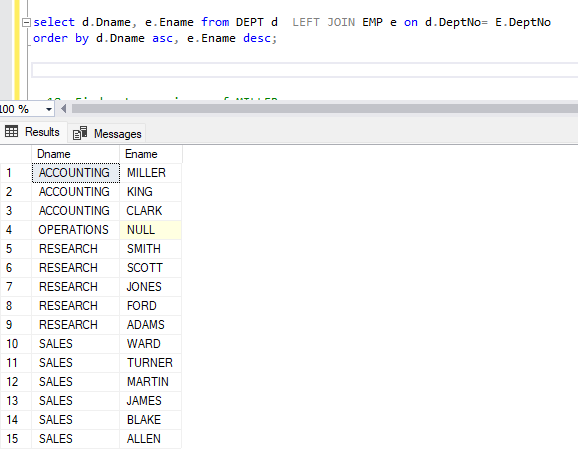 select d.Dname, e.Ename from DEPT d  LEFT JOIN EMP e on d.DeptNo= E.DeptNo
order by d.Dname asc, e.Ename desc;
100 %
Results Messages
Dname Ename
1 ACCOUNTING MILLER
2 ACCOUNTING KING
3 ACCOUNTING CLARK
4 OPERATIONS NULL
5 RESEARCH SMITH
6 RESEARCH SCOTT
7 RESEARCH JONES
8 RESEARCH FORD
9 RESEARCH ADAMS
10 SALES WARD
11 SALES TURNER
12 SALES MARTIN
13 SALES JAMES
14 SALES BLAKE
15 SALES ALLEN